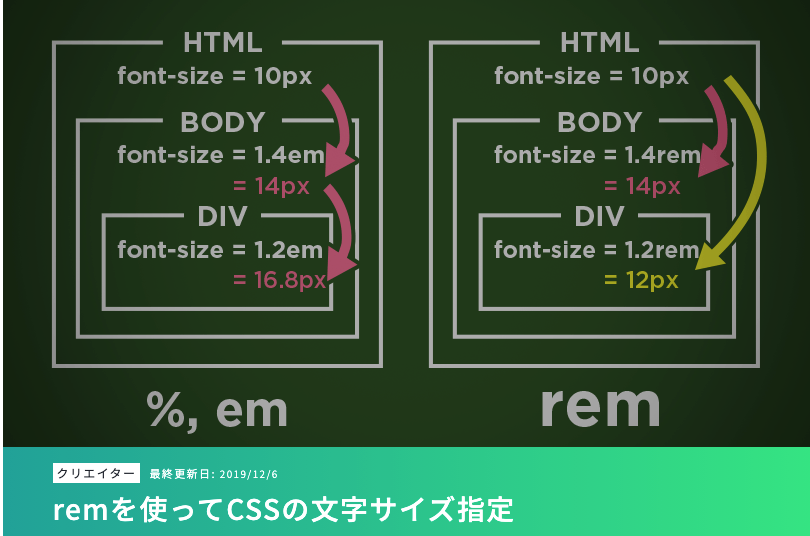 HTML
font-size = 10px
BODY
font-size = 1.4em
= 14px
DIV
font-size = 1.2em
= 16.8px
%, em
HTML
font-size = 10px
BODY
font-size = 1.4rem
= 14px
DIV
font-size = 1.2rem
= 12px
rem
クリエイター 最終更新日: 2019/12/6
remを使ってCSSの文字サイズ指定